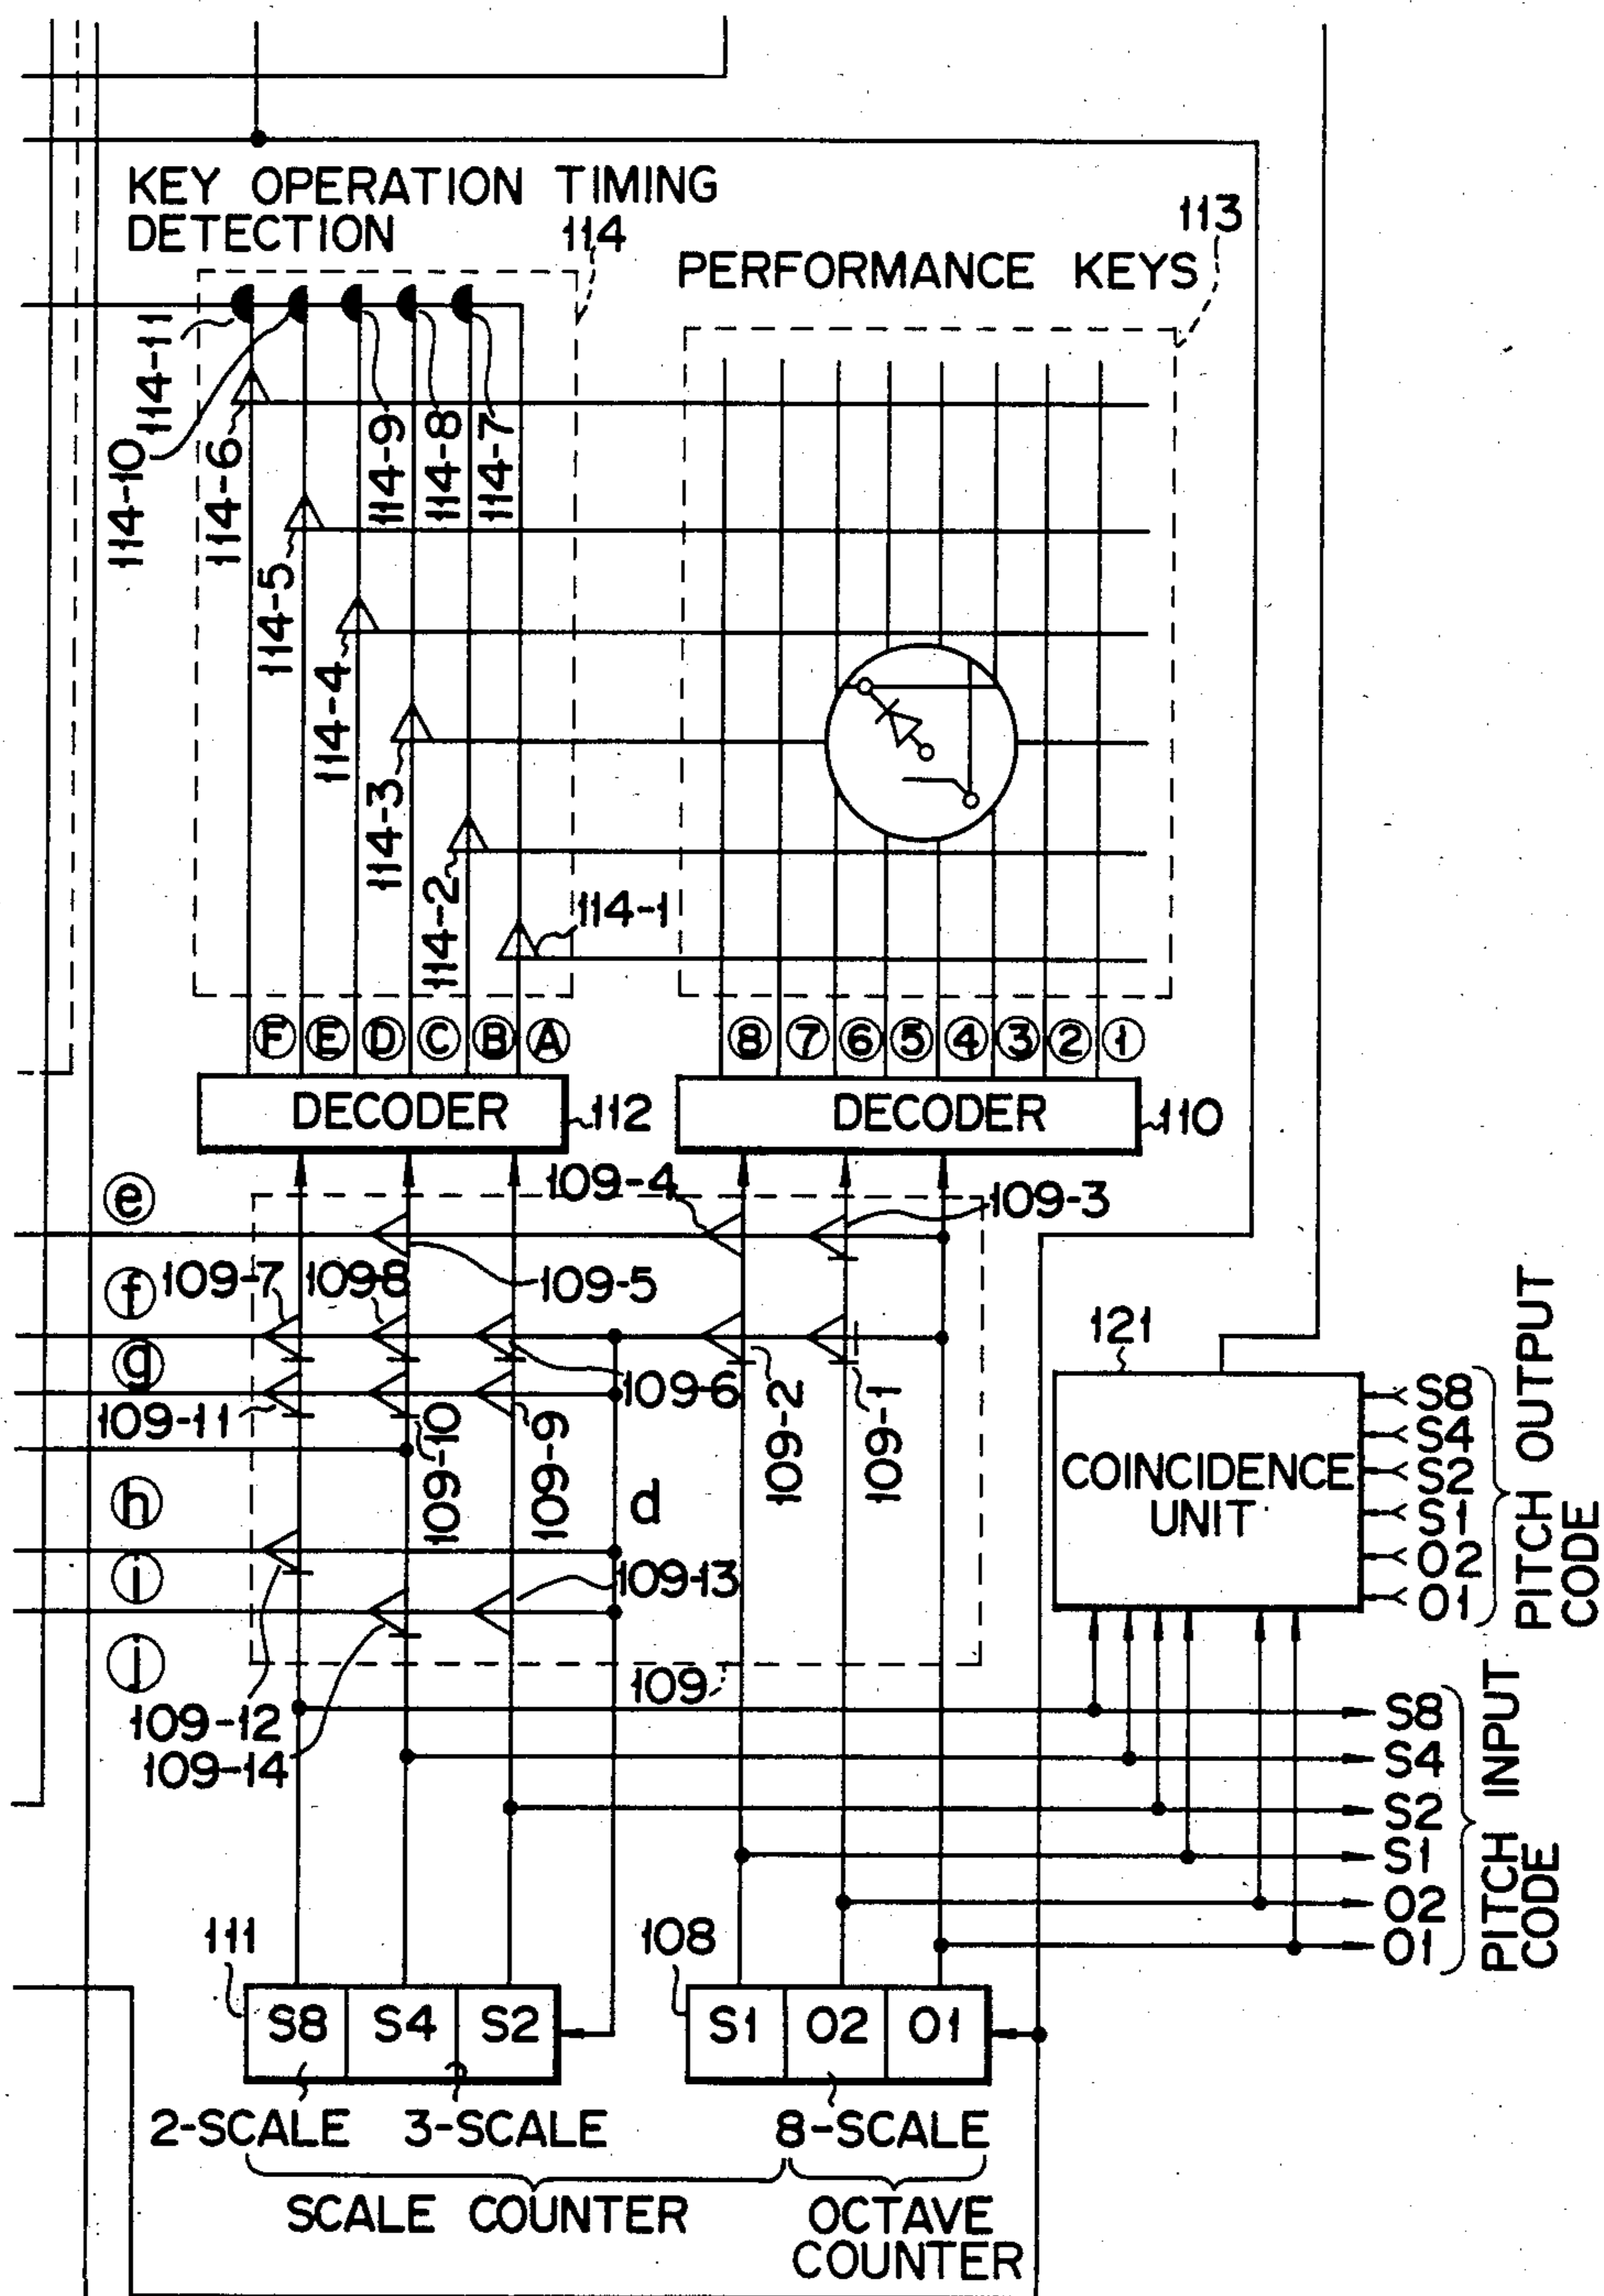 KEY OPERATION TIMING
DETECTION
114
113
PERFORMANCE KEYS
114-11
114-10
114-6
114-9
114-8
114-7
114-5
114-4
114-3
114-2
114-1
F E D C B A
8 7 6 5 4 3 2 1
DECODER
112
DECODER
110
e
109-4
109-3
f
109-7
109-8
109-5
g
109-6
109-2
109-1
109-11
109-10
109-9
h
d
i
109-13
j
109
109-12
109-14
121
COINCIDENCE
UNIT
S8
S4
S2
S1
O2
O1
PITCH OUTPUT
CODE
S8
S4
S2
S1
O2
O1
PITCH INPUT
CODE
111
108
S8 S4 S2
S1 O2 O1
2-SCALE
3-SCALE
8-SCALE
SCALE COUNTER
OCTAVE
COUNTER